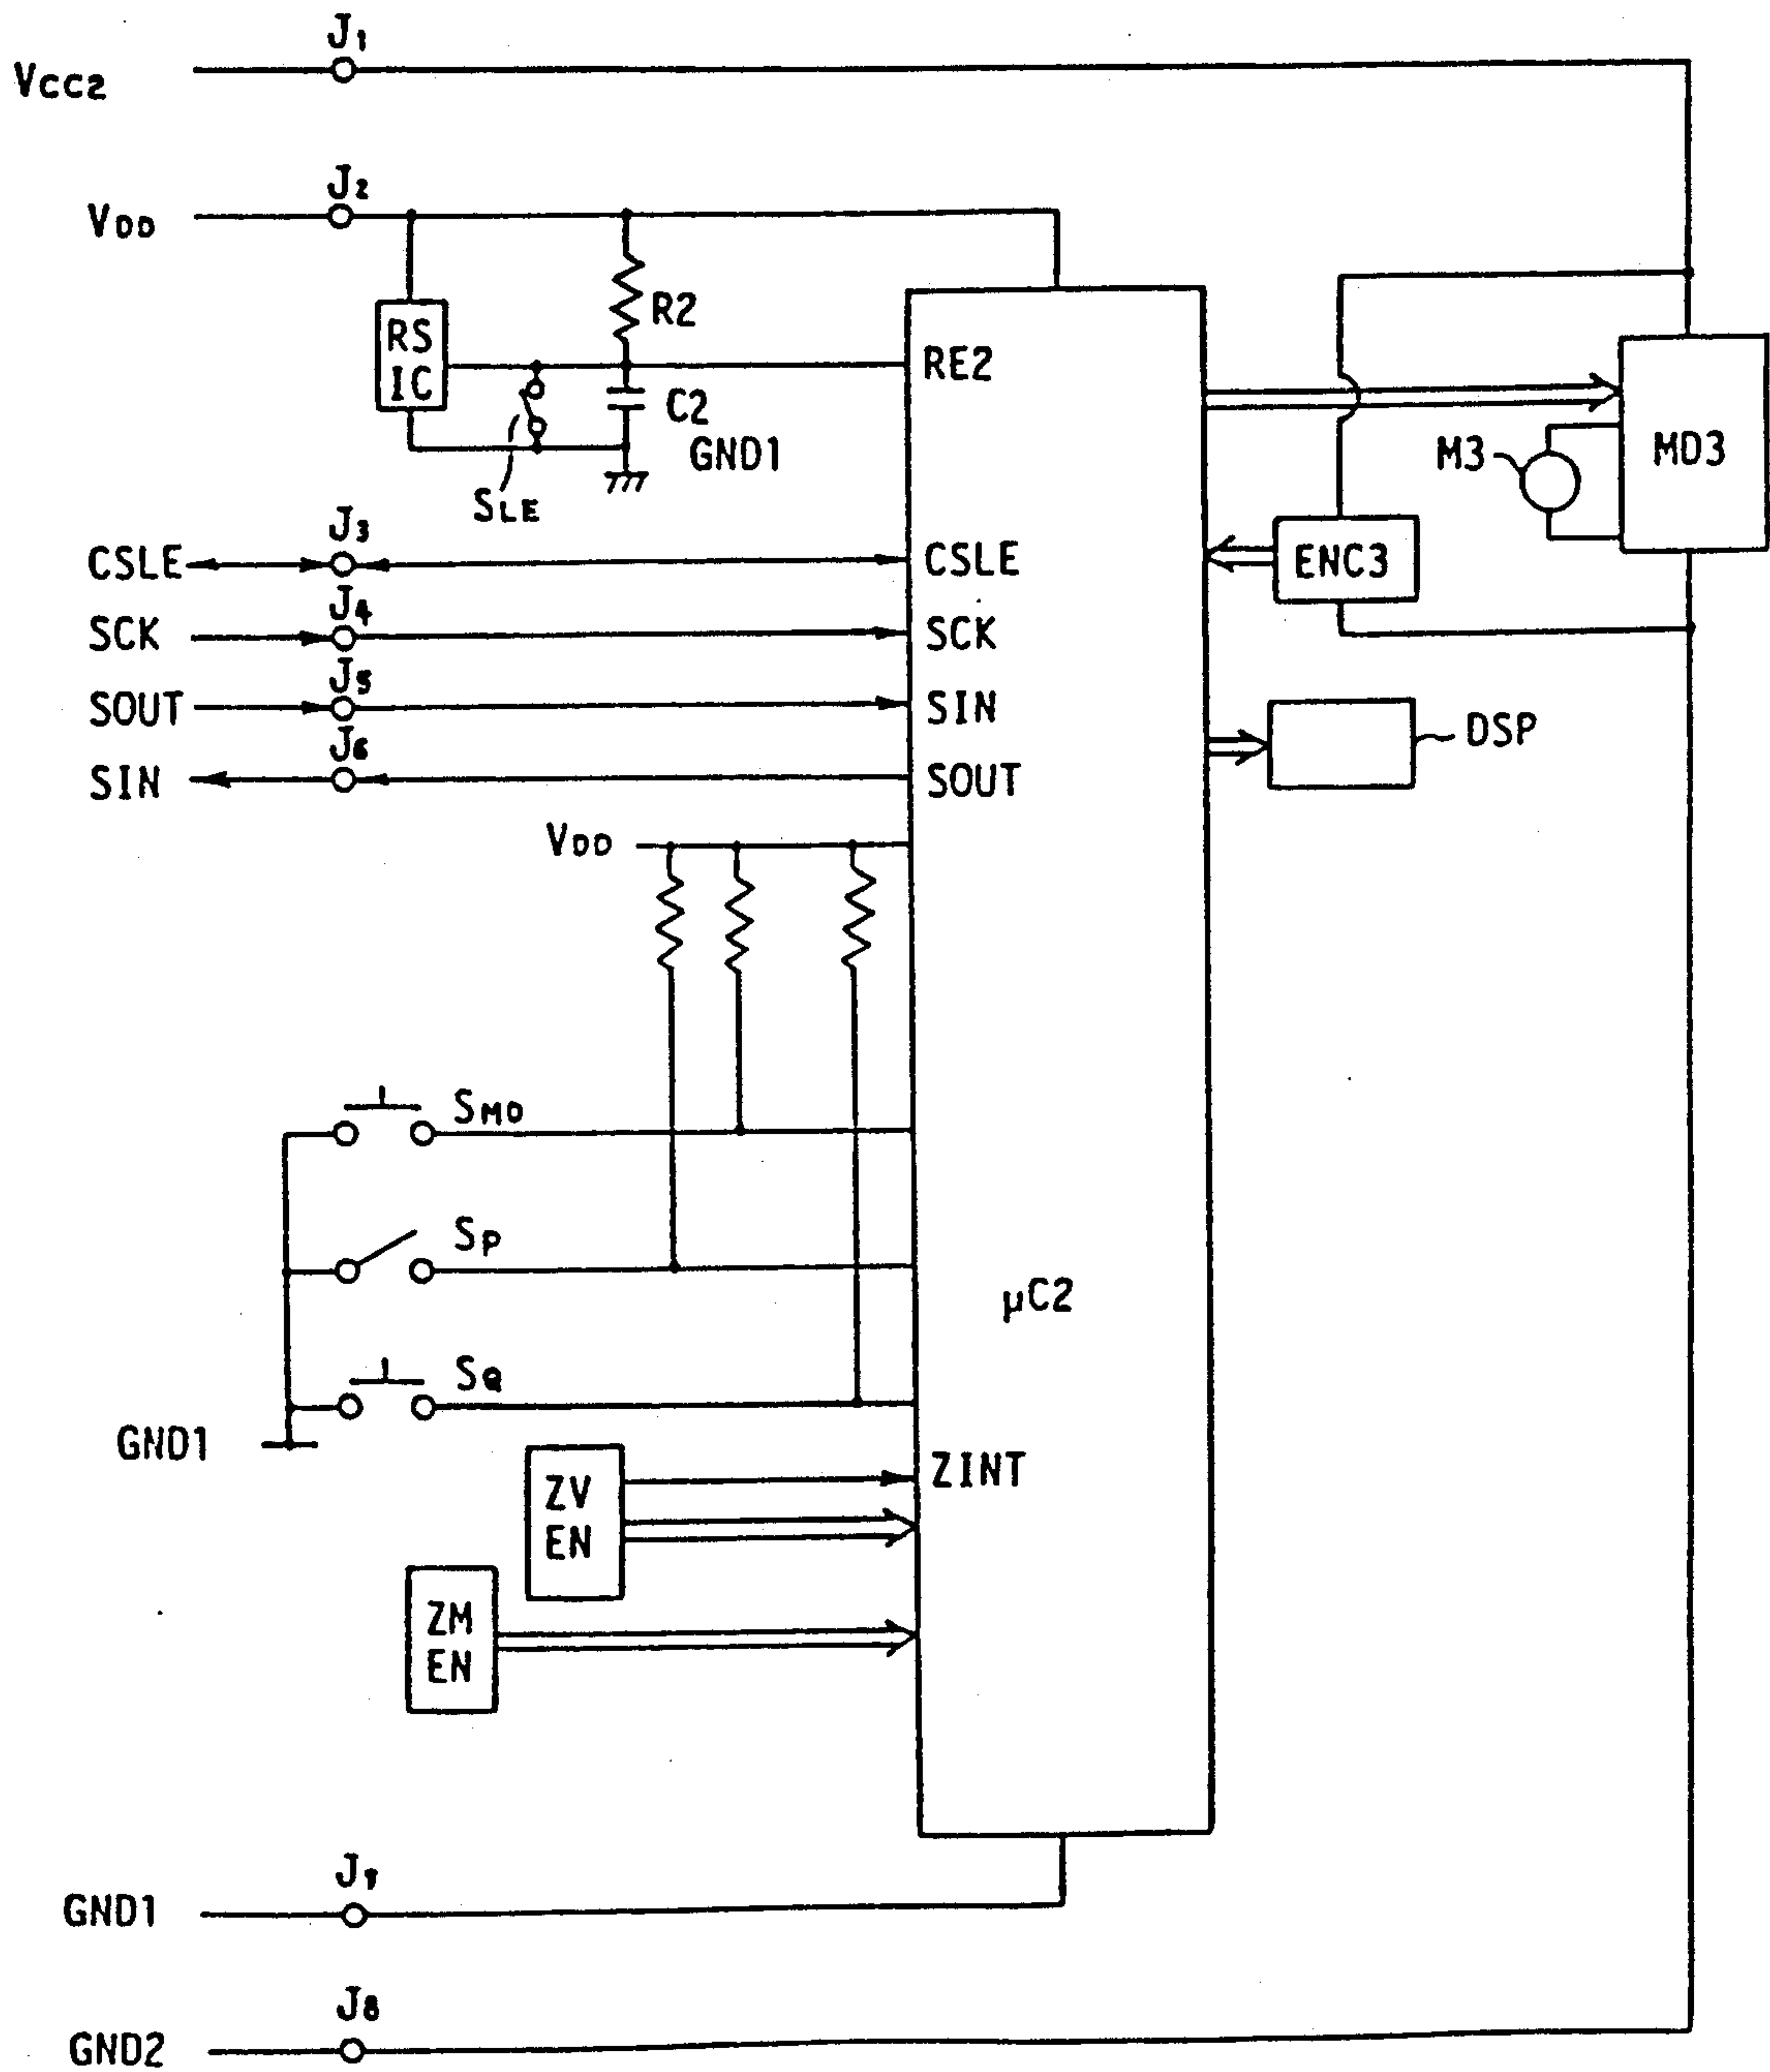 J1
VCC2
J2
VDD
RS
IC
R2
RE2
C2
GND1
SLE
M3
MD3
J3
CSLE
CSLE
ENC3
J4
SCK
SCK
J5
SOUT
SIN
DSP
J6
SIN
SOUT
VDD
SMD
SP
µC2
SQ
GND1
ZINT
ZV
EN
ZM
EN
J7
GND1
J8
GND2